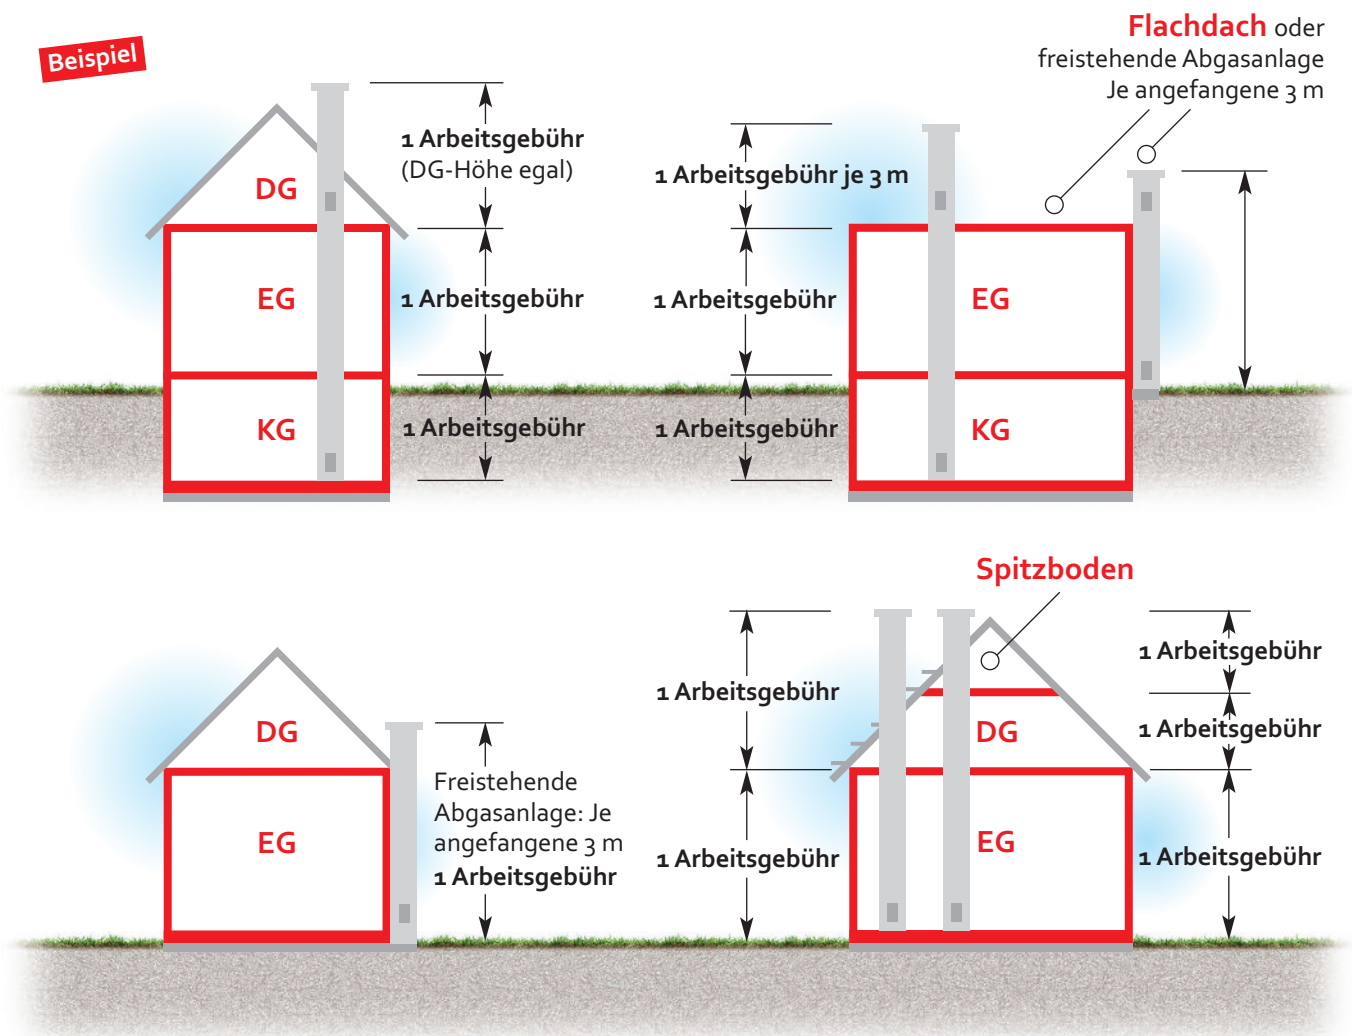 Beispiel
Flachdach oder
freistehende Abgasanlage
Je angefangene 3 m
1 Arbeitsgebühr
(DG-Höhe egal)
DG
1 Arbeitsgebühr
EG
1 Arbeitsgebühr
KG
1 Arbeitsgebühr je 3 m
1 Arbeitsgebühr
EG
1 Arbeitsgebühr
KG
DG
EG
Freistehende
Abgasanlage: Je
angefangene 3 m
1 Arbeitsgebühr
Spitzboden
1 Arbeitsgebühr
1 Arbeitsgebühr
DG
EG
1 Arbeitsgebühr
1 Arbeitsgebühr
1 Arbeitsgebühr